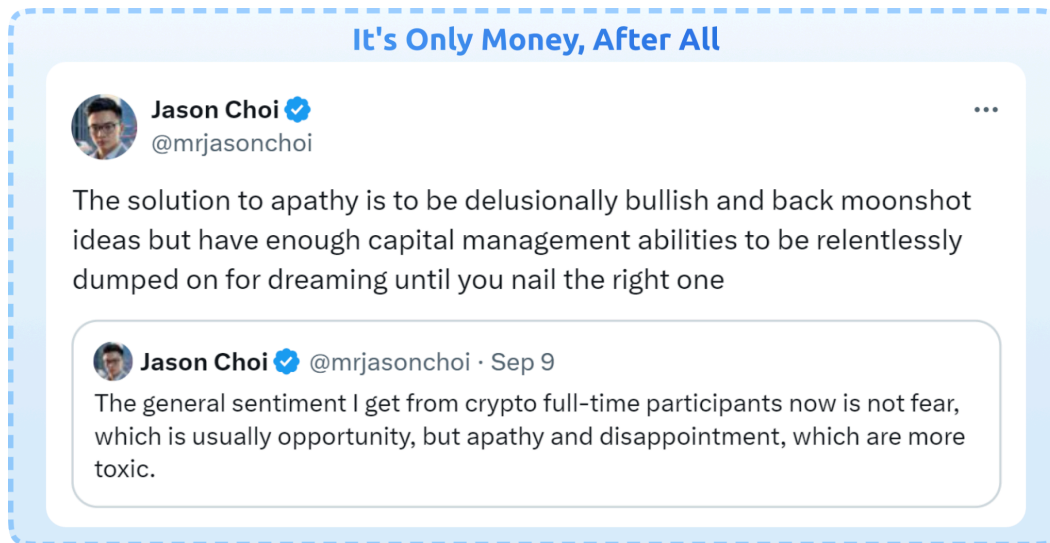 It's Only Money, After All
Jason Choi
@mrjasonchoi
The solution to apathy is to be delusionally bullish and back moonshot
ideas but have enough capital management abilities to be relentlessly
dumped on for dreaming until you nail the right one
Jason Choi @mrjasonchoi · Sep 9
The general sentiment I get from crypto full-time participants now is not fear,
which is usually opportunity, but apathy and disappointment, which are more
toxic.